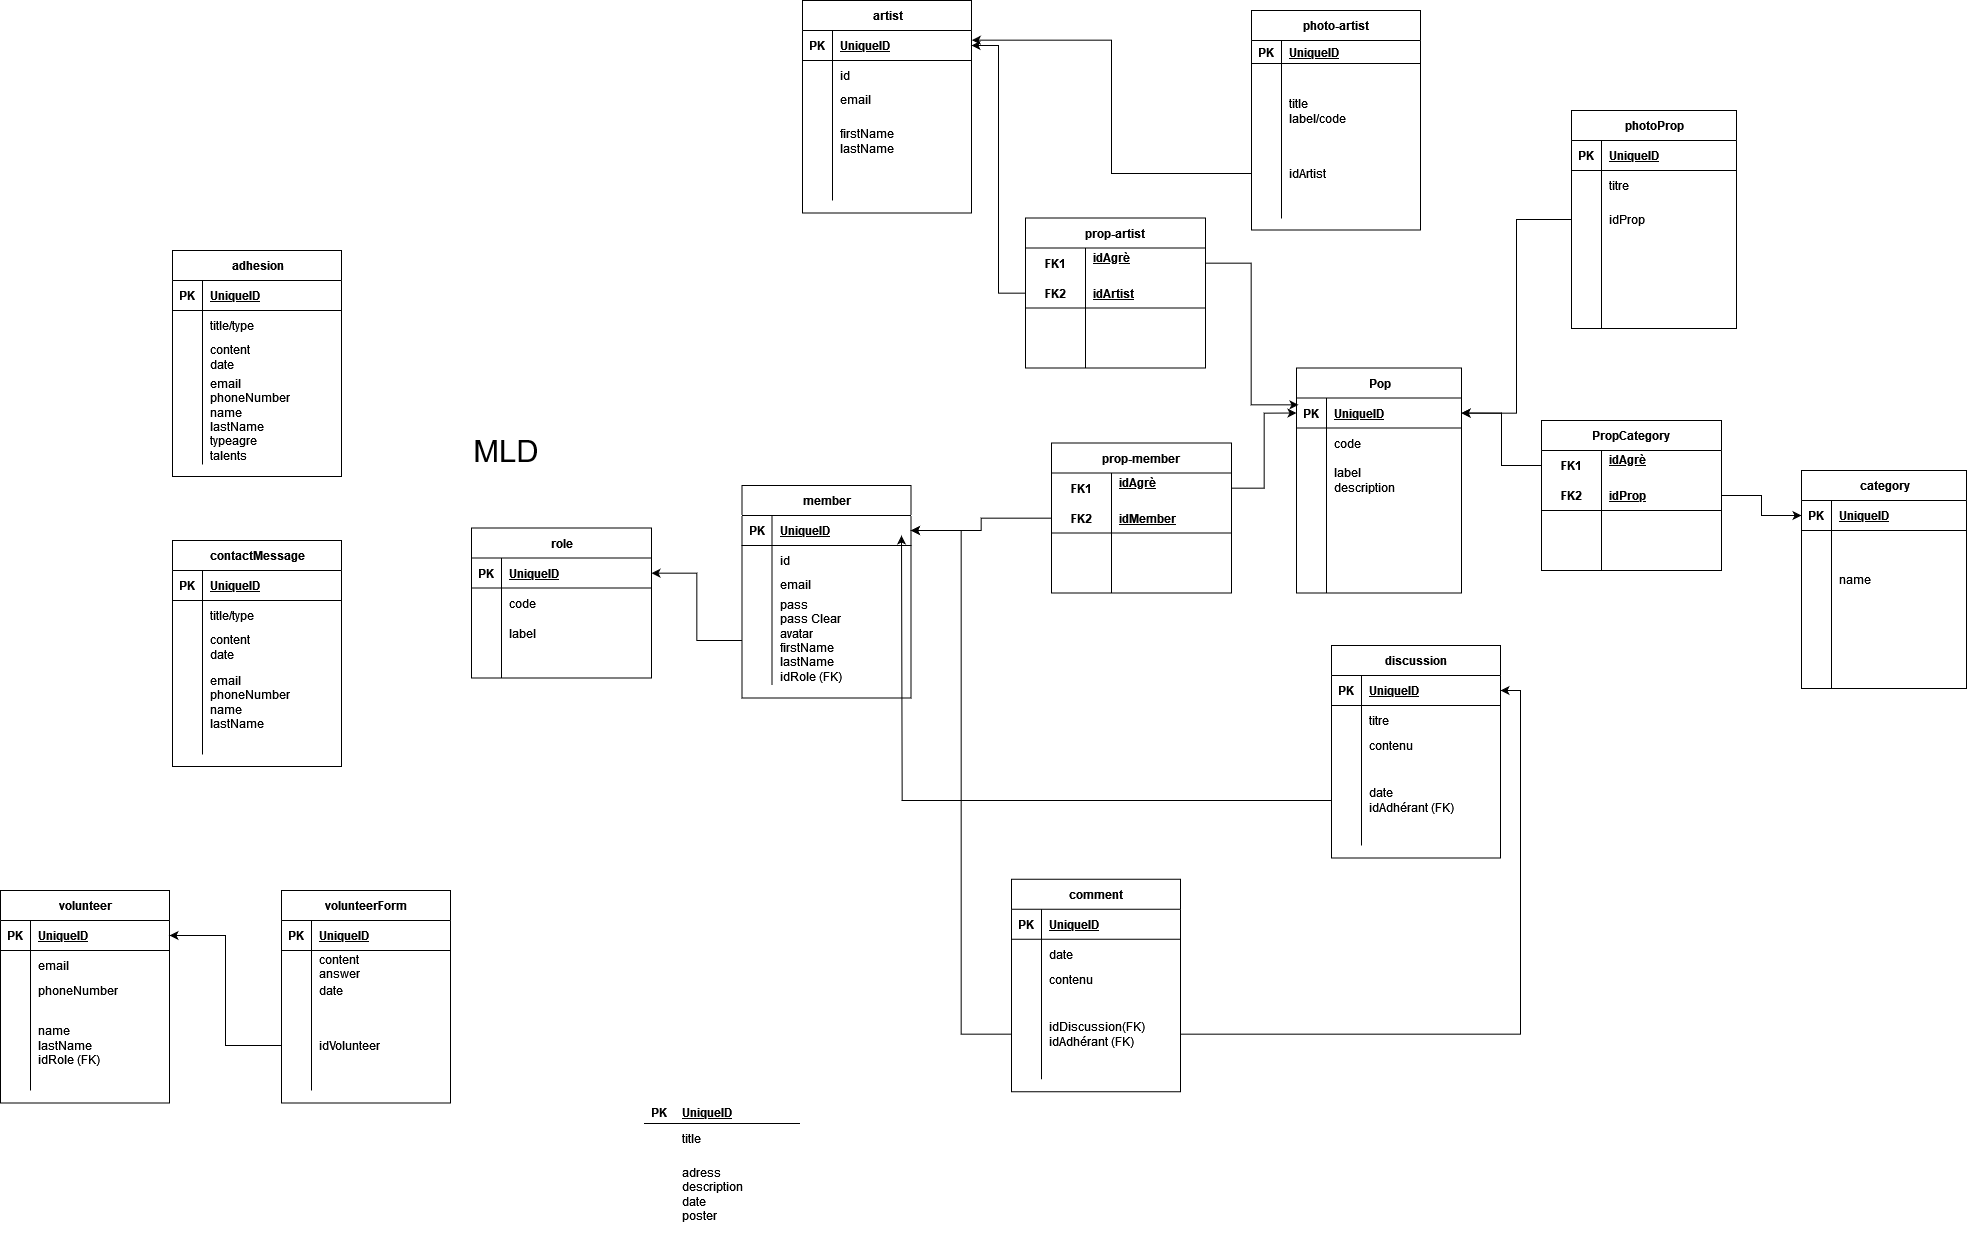 artist
PK UniqueID
id
email
firstName
lastName
photo-artist
PK UniqueID
title
label/code
idArtist
photoProp
PK UniqueID
titre
idProp
prop-artist
FK1 idAgrè
FK2 idArtist
adhesion
PK UniqueID
title/type
content
date
email
phoneNumber
name
lastName
typeagre
talents
MLD
Pop
PK UniqueID
code
label
description
PropCategory
FK1 idAgrè
FK2 idProp
category
PK UniqueID
name
prop-member
FK1 idAgrè
FK2 idMember
member
PK UniqueID
id
email
pass
pass Clear
avatar
firstName
lastName
idRole (FK)
role
PK UniqueID
code
label
contactMessage
PK UniqueID
title/type
content
date
email
phoneNumber
name
lastName
discussion
PK UniqueID
titre
contenu
date
idAdhérant (FK)
comment
PK UniqueID
date
contenu
idDiscussion(FK)
idAdhérant (FK)
volunteer
PK UniqueID
email
phoneNumber
name
lastName
idRole (FK)
volunteerForm
PK UniqueID
content
answer
date
idVolunteer
PK UniqueID
title
adress
description
date
poster